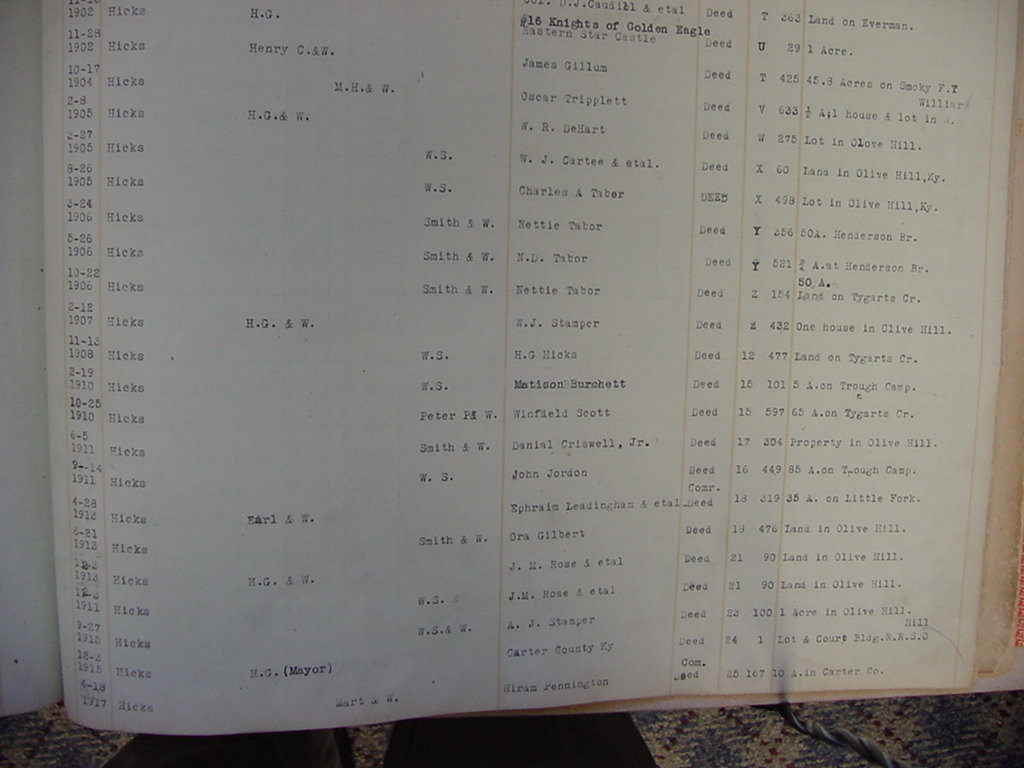 1902 Hicks H.G. Col. D.J.Caudill & etal Deed T 363 Land on Everman.
11-28
1902 Hicks Henry C.&W. #16 Knights of Golden Eagle Eastern Star Castle Deed U 29 1 Acre.
10-17
1904 Hicks M.H.& W. James Gillum Deed T 425 45.8 Acres on Smoky F.T
2-8 Williar
1905 Hicks H.G.& W. Oscar Tripplett Deed V 633 ½ A;1 house & lot in
3-27
1905 Hicks W.S. W. R. DeHart Deed W 275 Lot in Olove Hill.
8-26
1905 Hicks W.S. W. J. Cartee & etal. Deed X 60 Land in Olive Hill,Ky.
3-24
1906 Hicks Smith & W. Charles A Tabor DEED X 498 Lot in Olive Hill,Ky.
5-26
1906 Hicks Smith & W. Nettie Tabor Deed Y 356 50A. Henderson Br.
10-22
1906 Hicks Smith & W. N.D. Tabor Deed Y 521 ¾ A.at Henderson Br.
2-12 50 A.
1907 Hicks H.G. & W. Nettie Tabor Deed Z 154 Land on Tygarts Cr.
11-13
1908 Hicks W.S. W.J. Stamper Deed Z 432 One house in Olive Hill.
2-19
1910 Hicks W.S. H.G Hicks Deed 12 477 Land on Tygarts Cr.
10-25
1910 Hicks Peter P& W. Matison Burchett Deed 15 101 5 A.on Trough Camp.
6-5
1911 Hicks Smith & W. Winfield Scott Deed 15 597 65 A.on Tygarts Cr.
9--14
1911 Hicks W. S. Danial Criswell, Jr. Deed 17 304 Property in Olive Hill.
4-28
1913 Hicks Earl & W. John Jordon Deed 16 449 85 A.on Trough Camp.
6-21 Comr.
1913 Hicks Smith & W. Ephraim Leadingham & etal Deed 18 319 35 A. on Little Fork.
1913 Hicks H.G. & W. Ora Gilbert Deed 18 476 Land in Olive Hill.
1911 Hicks W.S. & J. M. Rose & etal Deed 21 90 Land in Olive Hill.
9-27
1915 Hicks W.S.& W. J.M. Rose & etal Deed 21 90 Land in Olive Hill.
12-3
1915 Hicks H.G.(Mayor) A. J. Stamper Deed 23 100 1 Acre in Olive Hill.
4-18 Hill
1917 Hicks Mart & W. Carter County Ky Deed 24 1 Lot & Court Bldg.R.R.S.O
Com.
Hiram Pennington Deed 25 167 10 A.in Carter Co.